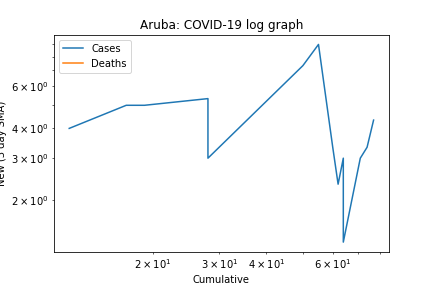 Aruba: COVID-19 log graph
Cases
Deaths
6 × 10⁰
4 × 10⁰
3 × 10⁰
2 × 10⁰
New (3 day SMA)
2 × 10¹ 3 × 10¹ 4 × 10¹ 6 × 10¹
Cumulative